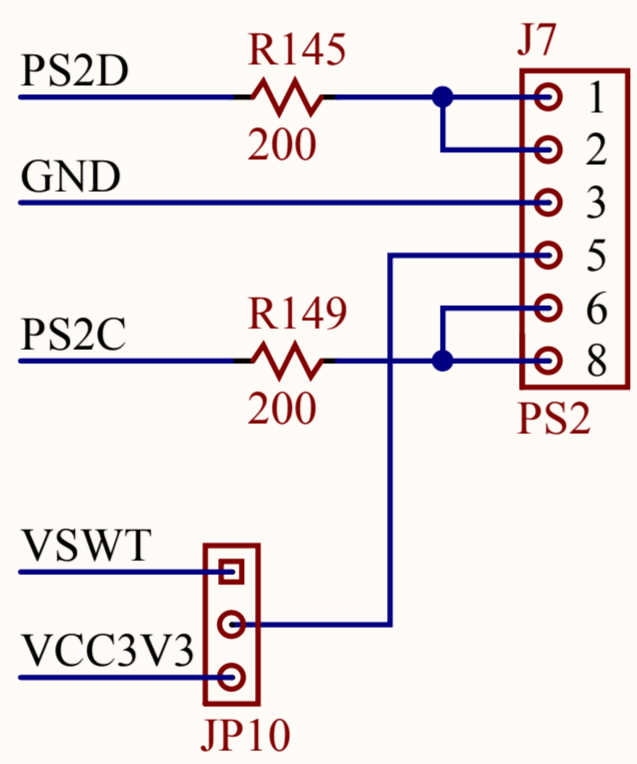 R145
J7
PS2D
1
200
2
GND
3
5
R149
6
PS2C
8
200
PS2
VSWT
VCC3V3
JP10